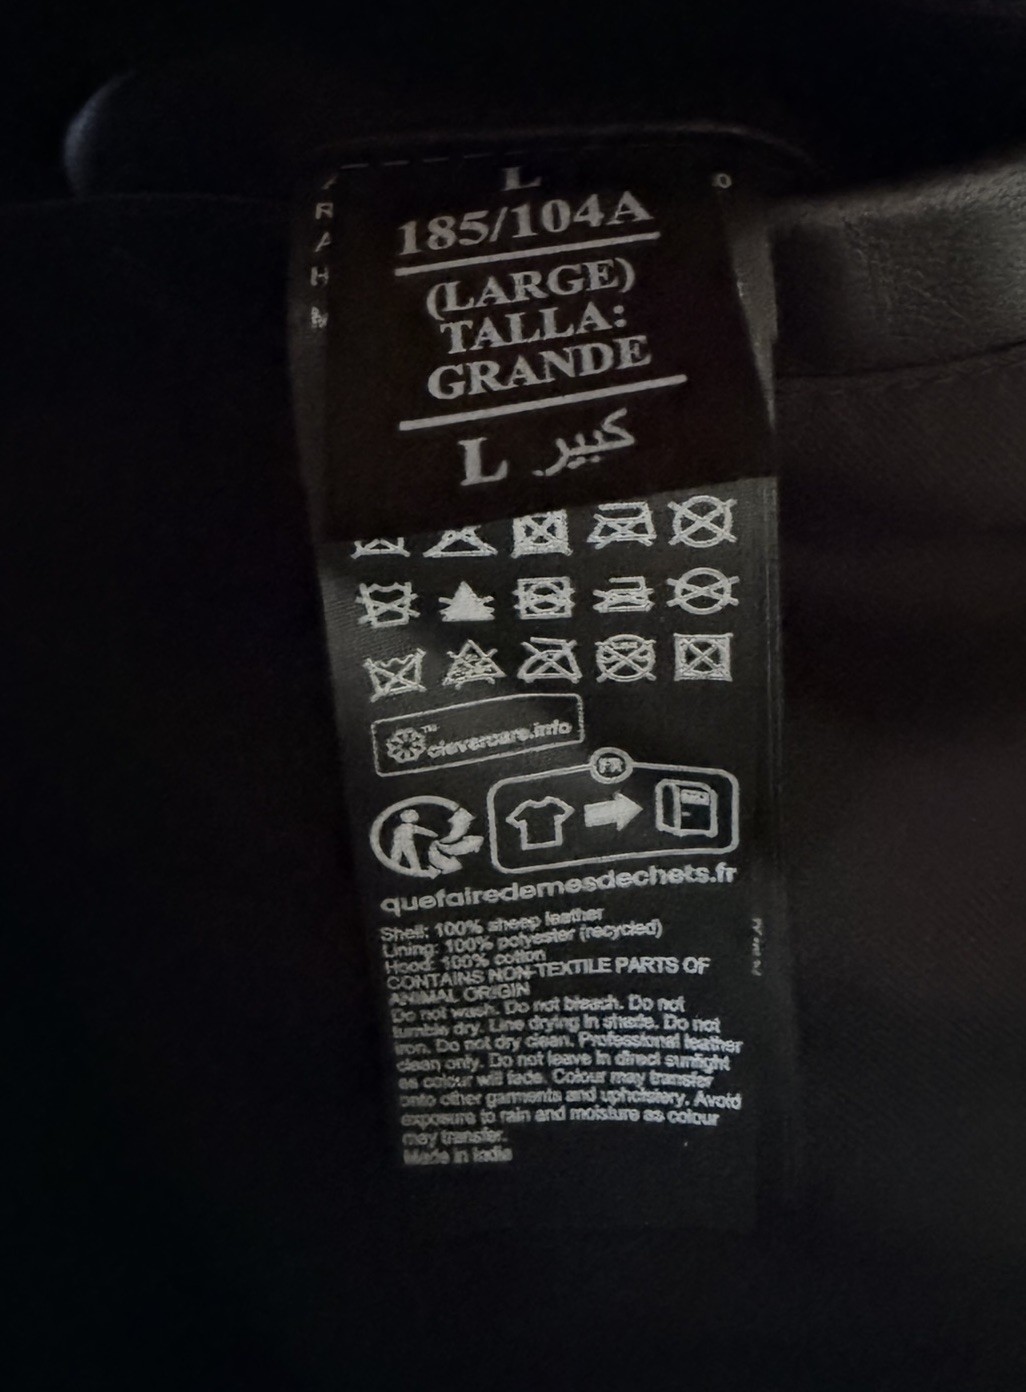 L
185/104A
(LARGE)
TALLA:
GRANDE
L كبير
clevercare.info
FR
quefairedemesdechets.fr
Shell: 100% sheep leather
Lining: 100% polyester (recycled)
Hood: 100% cotton
CONTAINS NON-TEXTILE PARTS OF
ANIMAL ORIGIN
Do not wash. Do not bleach. Do not
tumble dry. Line drying in shade. Do not
iron. Do not dry clean. Professional leather
clean only. Do not leave in direct sunlight
as colour will fade. Colour may transfer
onto other garments and upholstery. Avoid
exposure to rain and moisture as colour
may transfer.
Made in India